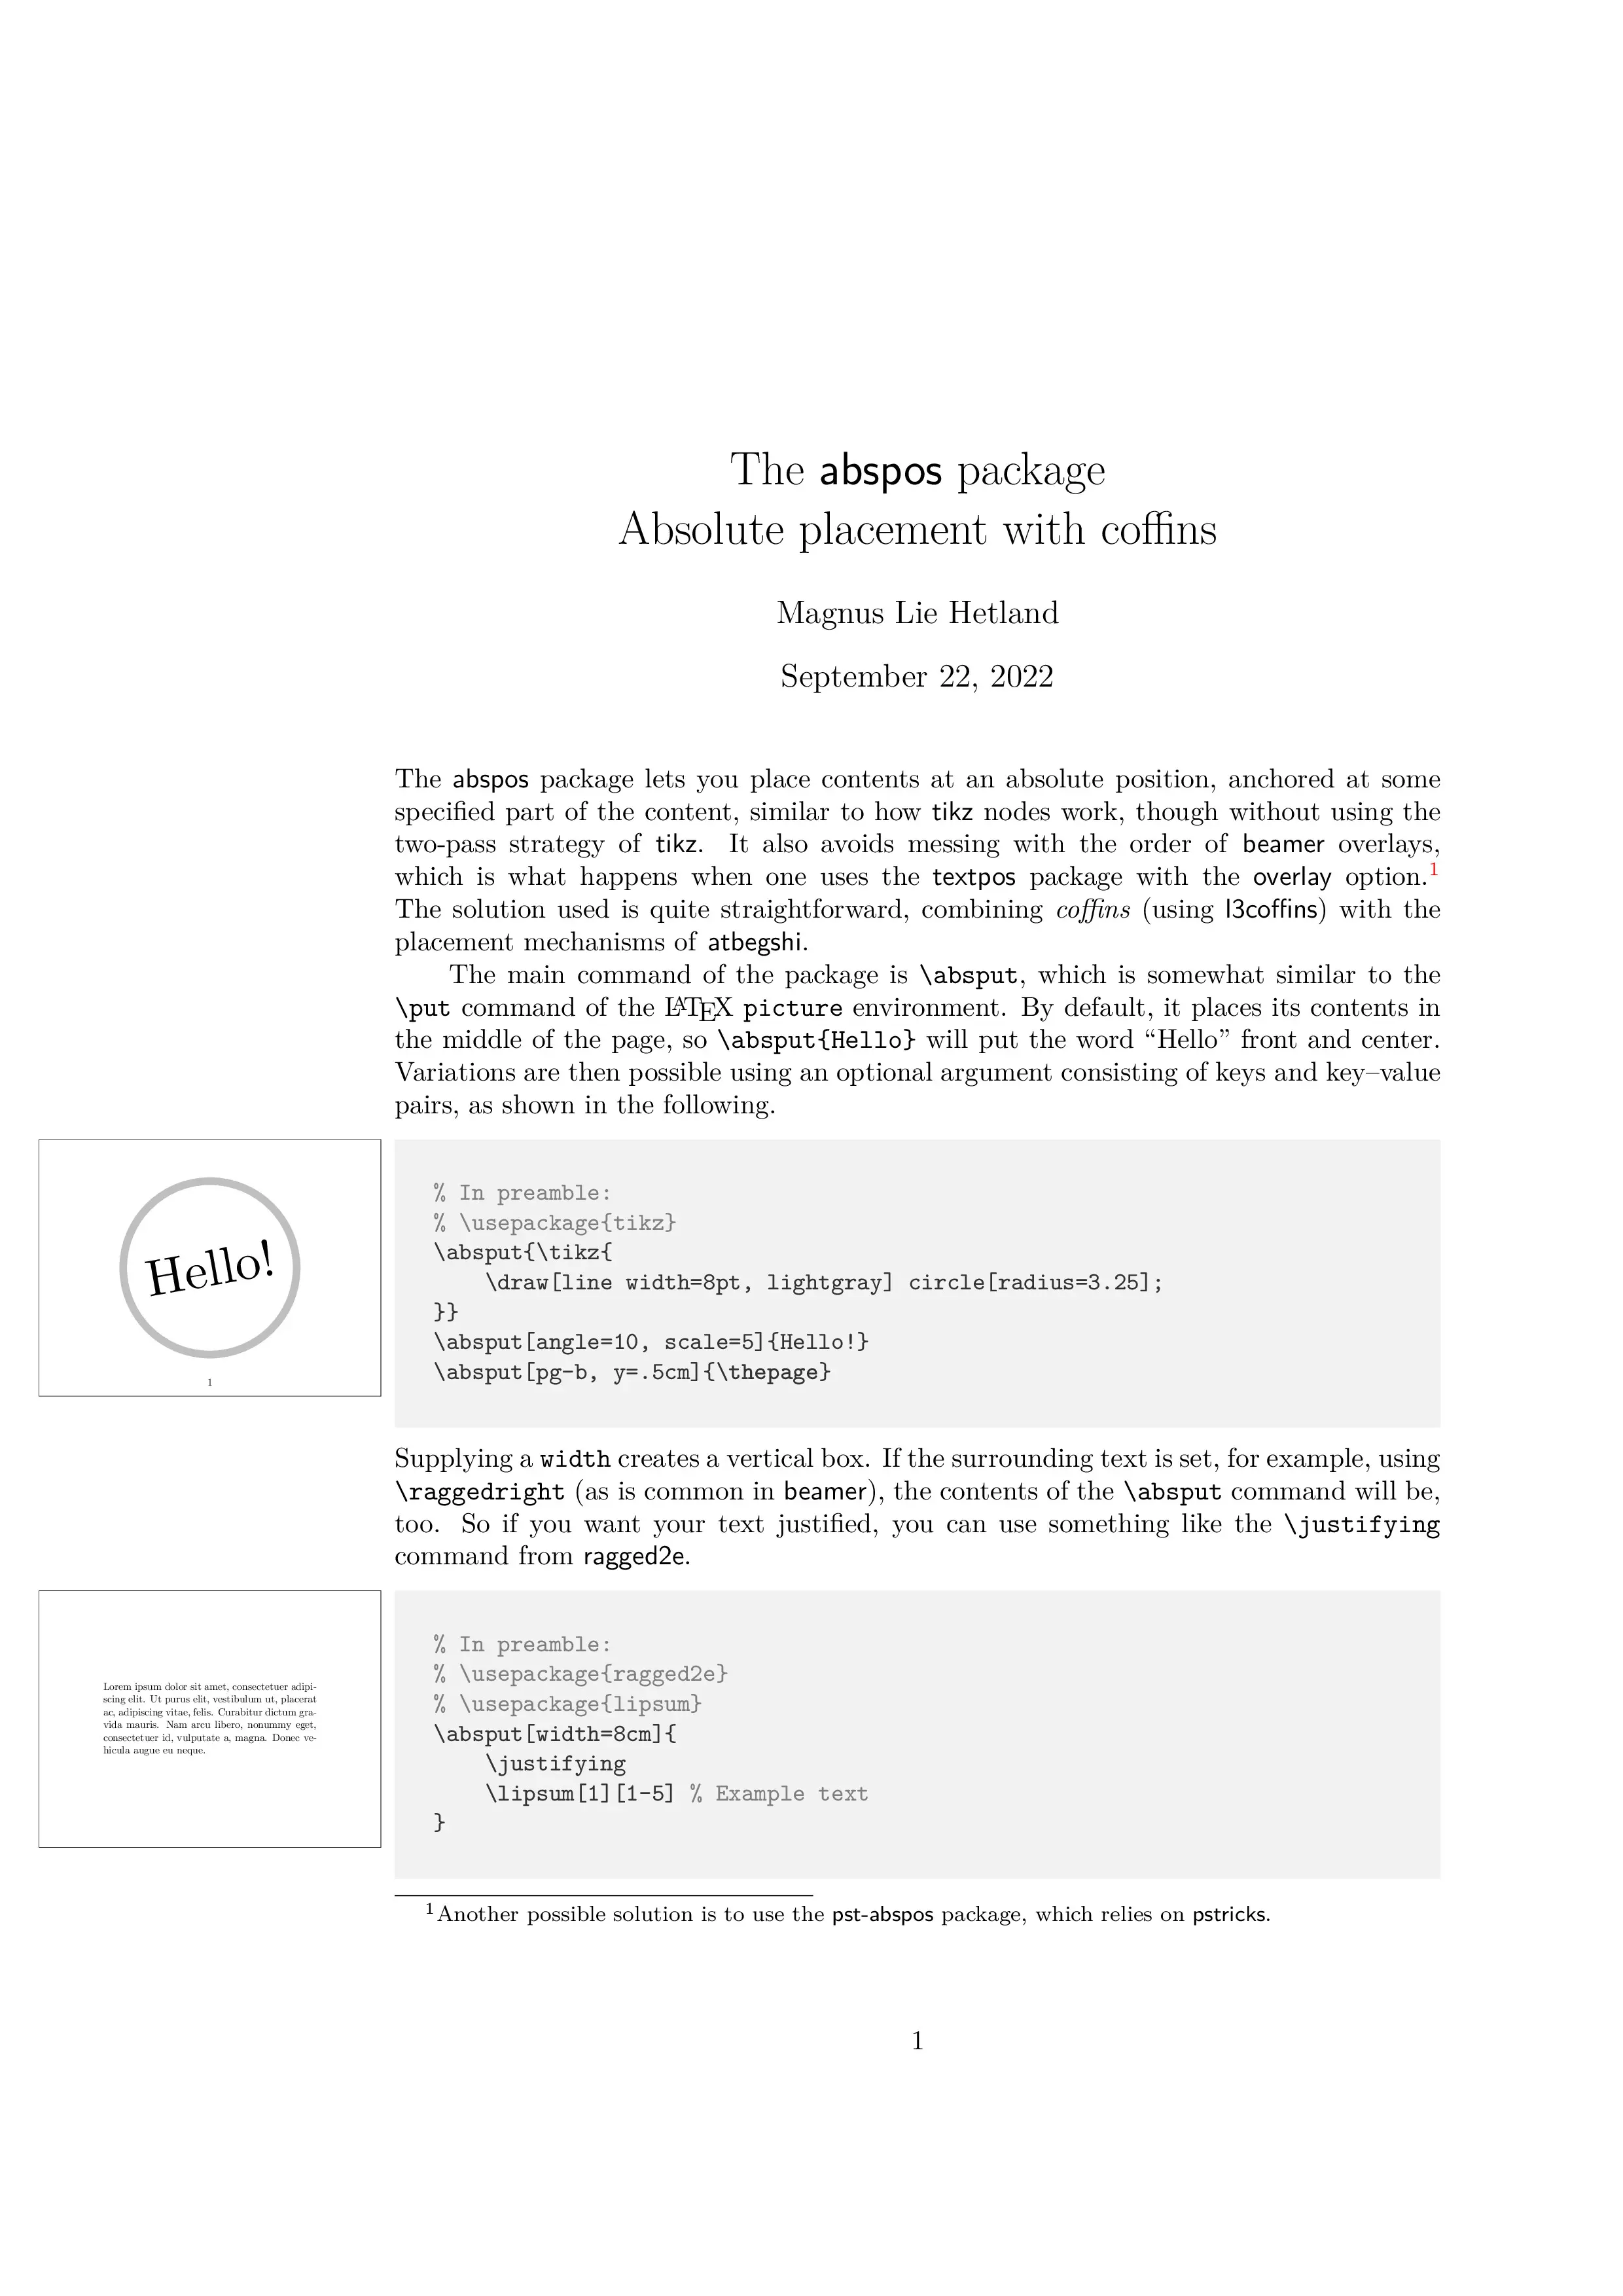 The abspos package
Absolute placement with coffins
Magnus Lie Hetland
September 22, 2022
The abspos package lets you place contents at an absolute position, anchored at some
specified part of the content, similar to how tikz nodes work, though without using the
two-pass strategy of tikz. It also avoids messing with the order of beamer overlays,
which is what happens when one uses the textpos package with the overlay option.1
The solution used is quite straightforward, combining coffins (using l3coffins) with the
placement mechanisms of atbegshi.
The main command of the package is \absput, which is somewhat similar to the
\put command of the LATEX picture environment. By default, it places its contents in
the middle of the page, so \absput{Hello} will put the word “Hello” front and center.
Variations are then possible using an optional argument consisting of keys and key–value
pairs, as shown in the following.
Hello!
1
% In preamble:
% \usepackage{tikz}
\absput{\tikz{
    \draw[line width=8pt, lightgray] circle[radius=3.25];
}}
\absput[angle=10, scale=5]{Hello!}
\absput[pg-b, y=.5cm]{\thepage}
Supplying a width creates a vertical box. If the surrounding text is set, for example, using
\raggedright (as is common in beamer), the contents of the \absput command will be,
too. So if you want your text justified, you can use something like the \justifying
command from ragged2e.
Lorem ipsum dolor sit amet, consectetuer adipi-
scing elit. Ut purus elit, vestibulum ut, placerat
ac, adipiscing vitae, felis. Curabitur dictum gra-
vida mauris. Nam arcu libero, nonummy eget,
consectetuer id, vulputate a, magna. Donec ve-
hicula augue eu neque.
% In preamble:
% \usepackage{ragged2e}
% \usepackage{lipsum}
\absput[width=8cm]{
    \justifying
    \lipsum[1][1-5] % Example text
}
1Another possible solution is to use the pst-abspos package, which relies on pstricks.
1